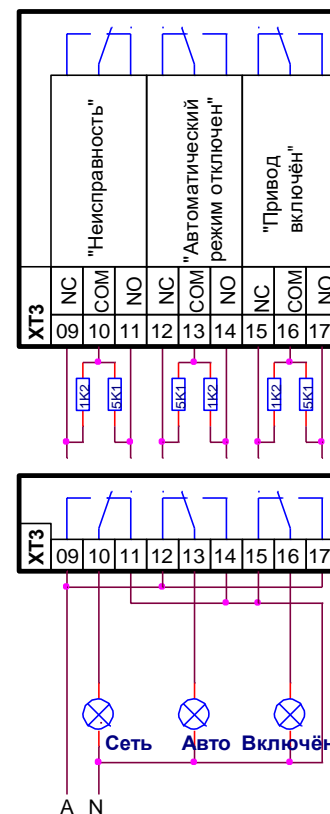 "Неисправность"
"Автоматический
режим отключен"
"Привод
включён"
XT3
NC COM NO NC COM NO NC COM NO
09 10 11 12 13 14 15 16 17
1K2 5K1 5K1 1K2 1K2 5K1
XT3
09 10 11 12 13 14 15 16 17
Сеть Авто Включён
A N